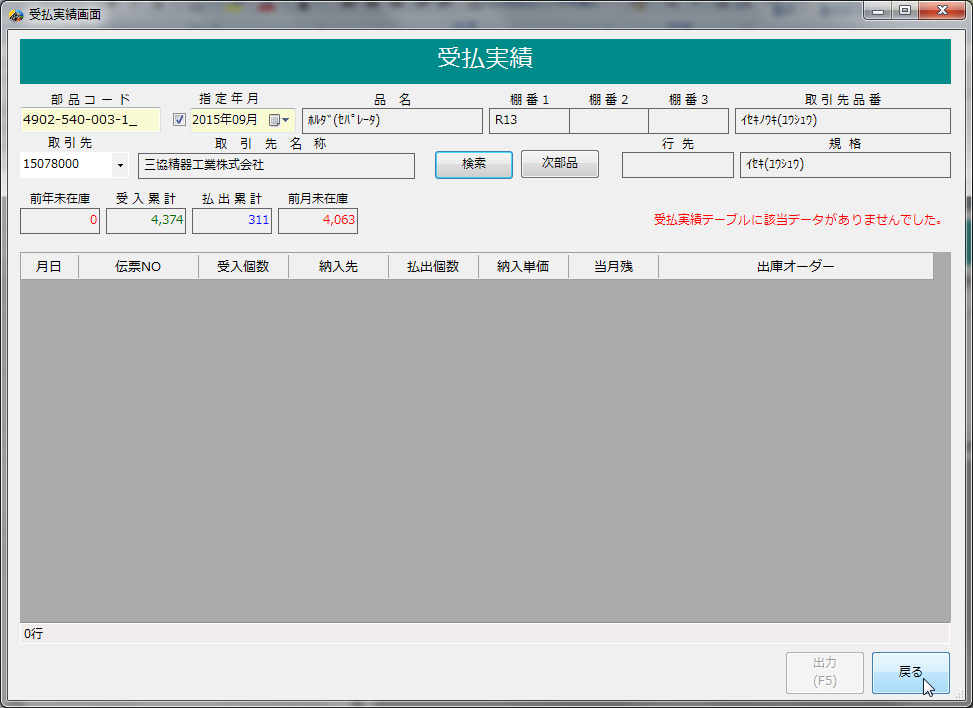 受払実績画面
受払実績
部品コード 指定年月 品名 棚番1 棚番2 棚番3 取引先品番
4902-540-003-1_ 2015年09月 ﾎﾙﾀﾞ(ｾﾊﾟﾚｰﾀ) R13 ｲｾｷﾉｳｷ(ﾕｳｼｭｳ)
取引先 取引先名称 行先 規格
15078000 三協精器工業株式会社 検索 次部品 ｲｾｷ(ﾕｳｼｭｳ)
前年末在庫 受入累計 払出累計 前月末在庫
0 4,374 311 4,063 受払実績テーブルに該当データがありませんでした。
月日 伝票NO 受入個数 納入先 払出個数 納入単価 当月残 出庫オーダー
0行
出力
(F5)
戻る